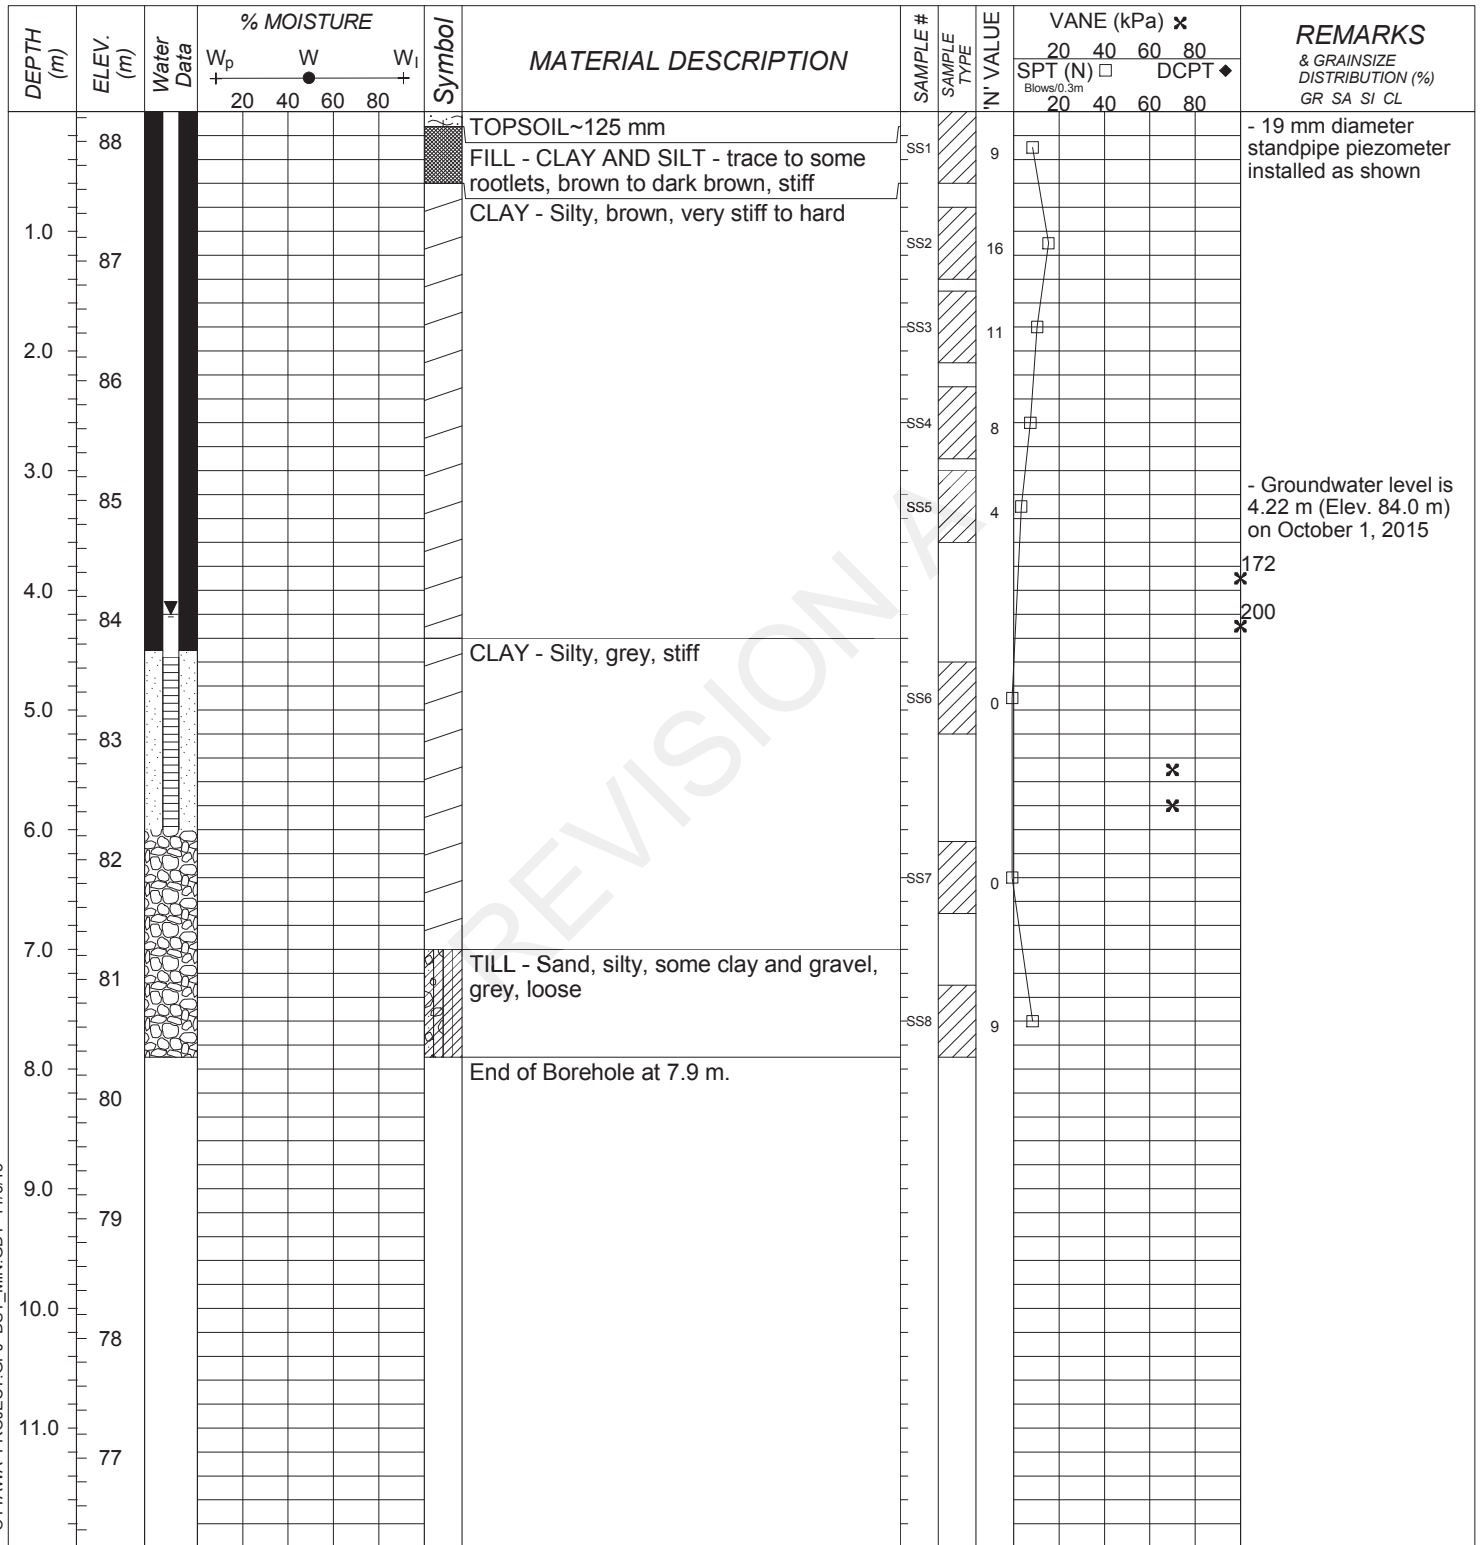 DEPTH (m)
ELEV. (m)
Water Data
% MOISTURE
Wp W Wl
20 40 60 80
Symbol
MATERIAL DESCRIPTION
SAMPLE #
SAMPLE TYPE
'N' VALUE
VANE (kPa)
20 40 60 80
SPT (N) □ DCPT ◆
Blows/0.3m
20 40 60 80
REMARKS
& GRAINSIZE
DISTRIBUTION (%)
GR SA SI CL
TOPSOIL~125 mm
- 19 mm diameter
88
SS1
9
standpipe piezometer
FILL - CLAY AND SILT - trace to some
installed as shown
rootlets, brown to dark brown, stiff
CLAY - Silty, brown, very stiff to hard
1.0
SS2
16
87
SS3
11
2.0
86
SS4
8
3.0
- Groundwater level is
85
SS5
4
4.22 m (Elev. 84.0 m)
on October 1, 2015
172
4.0
200
84
CLAY - Silty, grey, stiff
SS6
0
5.0
83
6.0
82
SS7
0
7.0
TILL - Sand, silty, some clay and gravel,
81
grey, loose
SS8
9
8.0
End of Borehole at 7.9 m.
80
9.0
79
10.0
78
11.0
77
REVISION A